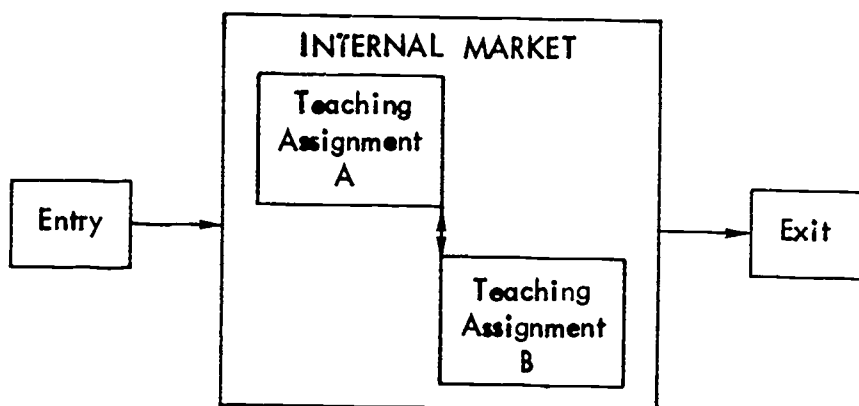 INTERNAL MARKET
Teaching
Assignment
A
Entry
Exit
Teaching
Assignment
B